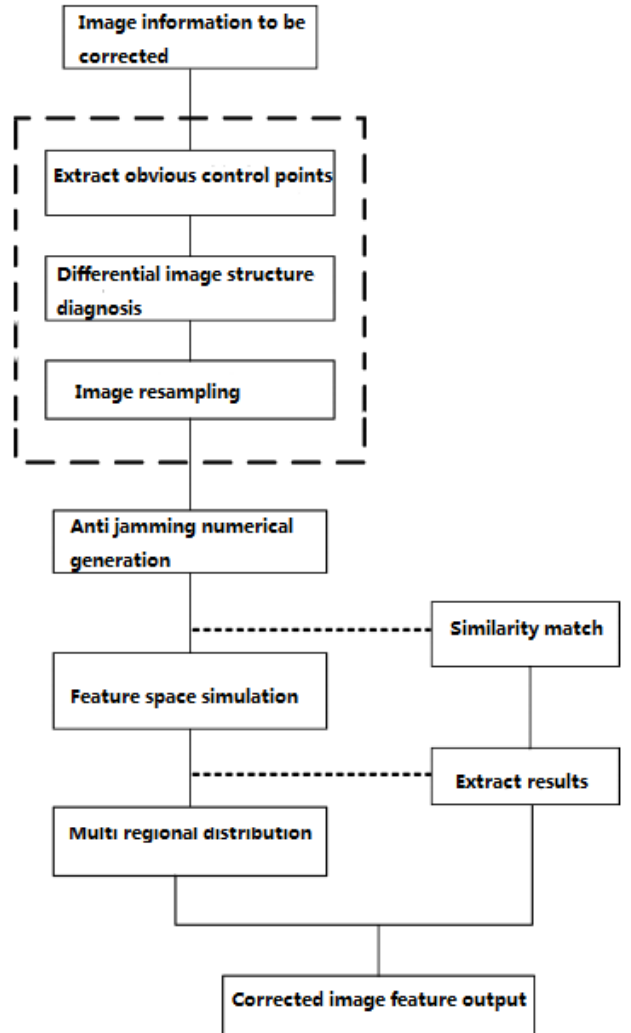 Image information to be
corrected
Extract obvious control points
Differential image structure
diagnosis
Image resampling
Anti jamming numerical
generation
Similarity match
Feature space simulation
Extract results
Multi regional distribution
Corrected image feature output